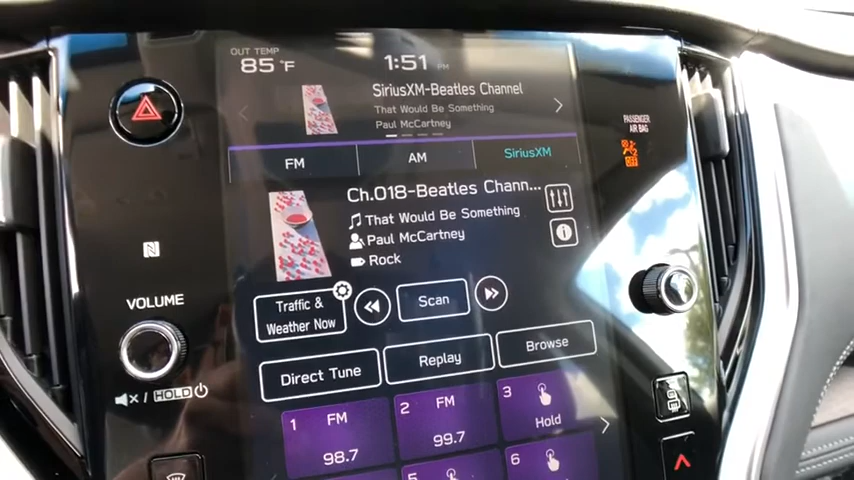 OUT TEMP
85 °F
1:51 PM
SiriusXM-Beatles Channel
That Would Be Something
Paul McCartney
FM
AM
SiriusXM
PASSENGER
AIR BAG
Ch.018-Beatles Chann...
That Would Be Something
Paul McCartney
Rock
N
VOLUME
Traffic &
Weather Now
Scan
Direct Tune
Replay
Browse
/ HOLD
1 FM
98.7
2 FM
99.7
3
Hold
5
6